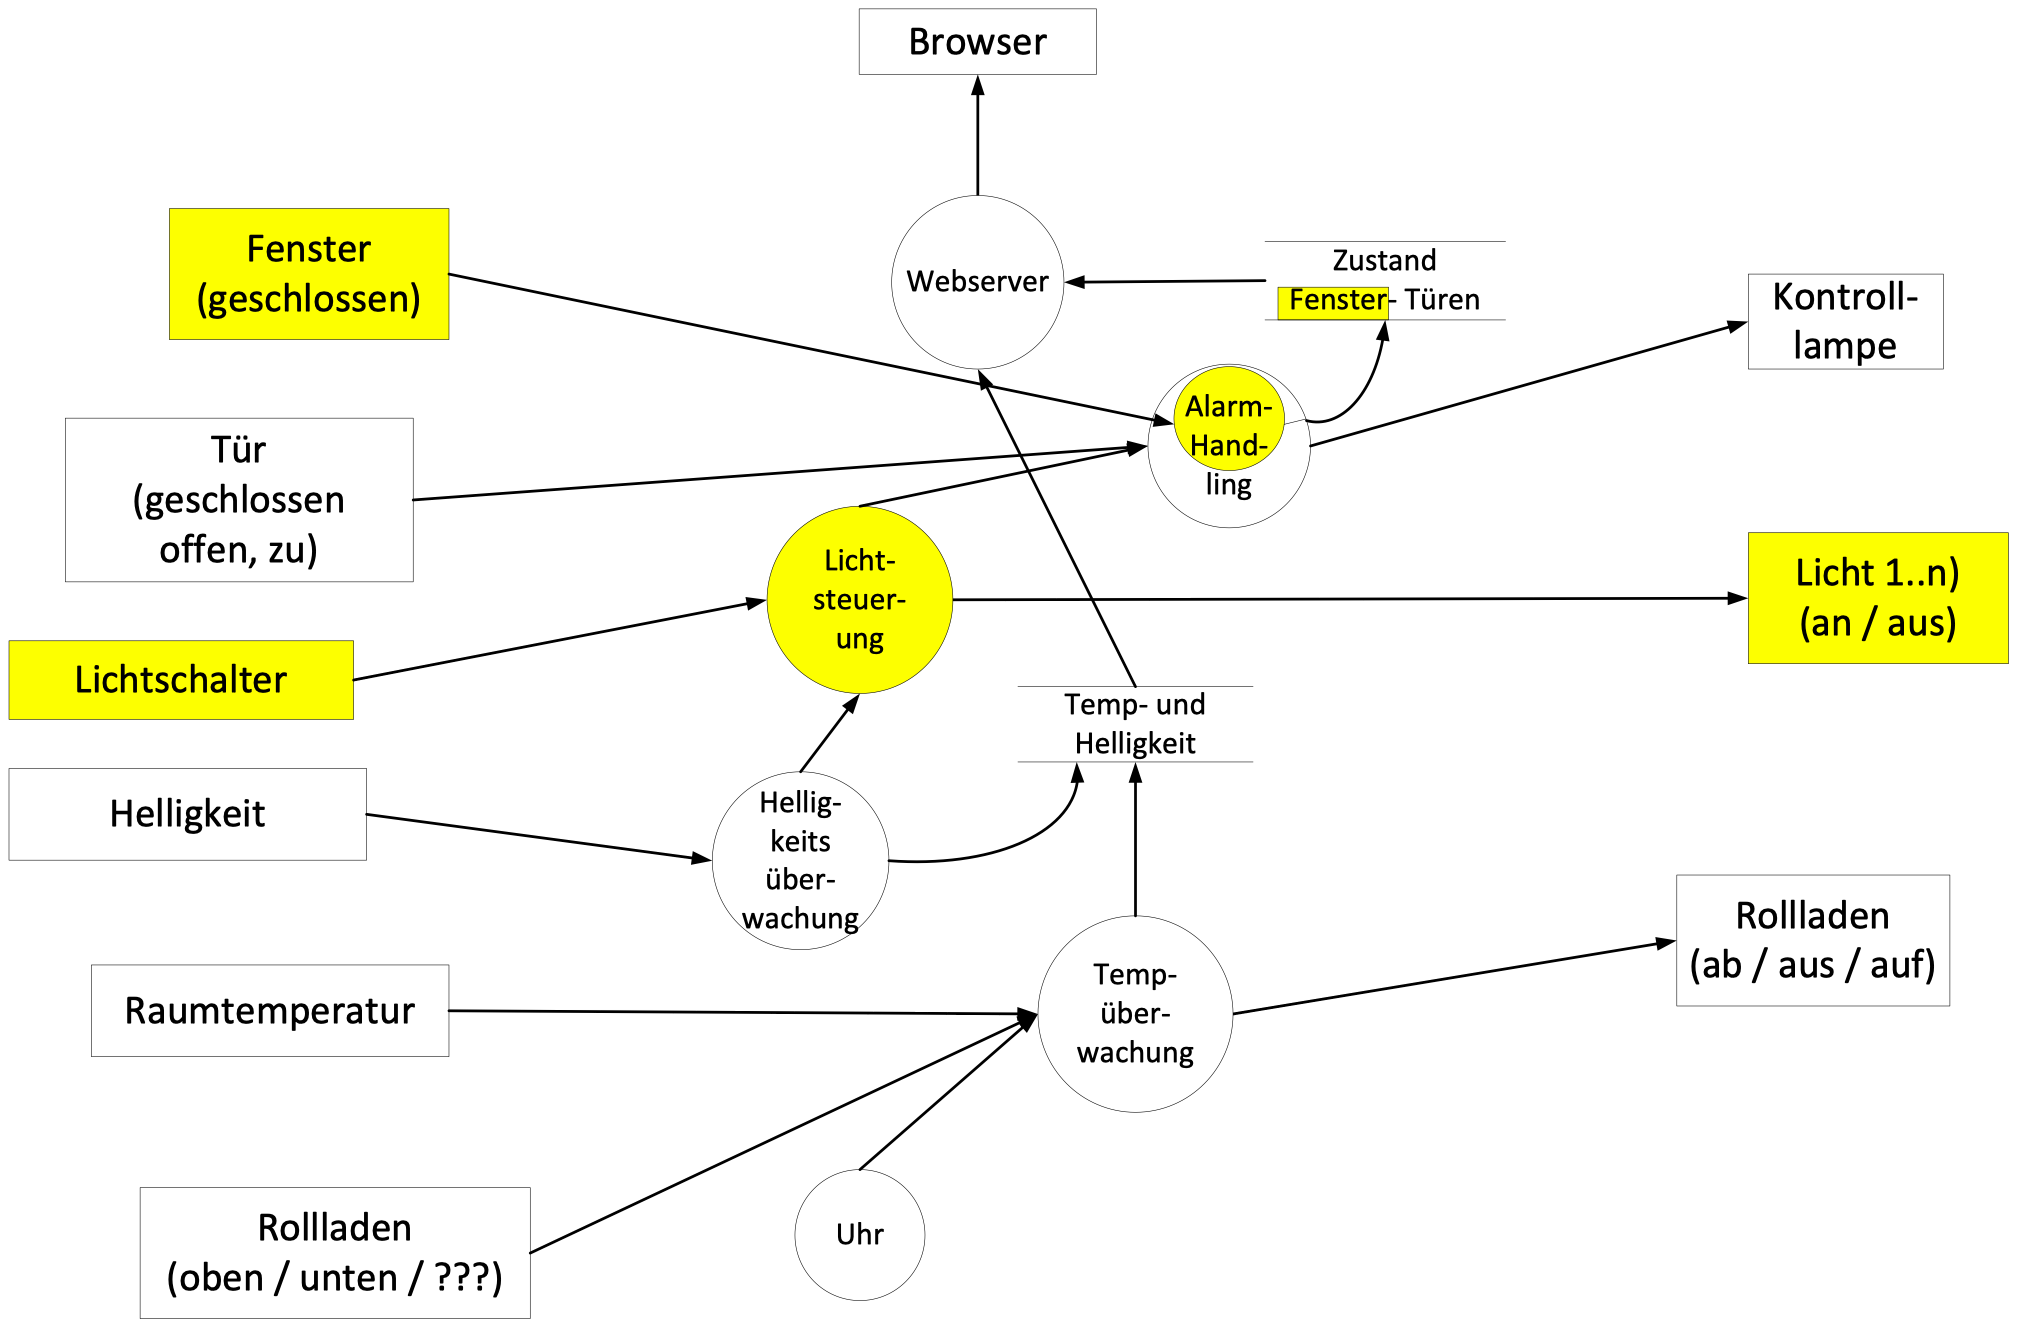 Browser
Fenster
(geschlossen)
Webserver
Zustand
Fenster- Türen
Kontroll-
lampe
Alarm-
Hand-
ling
Tür
(geschlossen
offen, zu)
Licht-
steuer-
ung
Licht 1..n)
(an / aus)
Lichtschalter
Temp- und
Helligkeit
Helligkeit
Hellig-
keits
über-
wachung
Rollladen
(ab / aus / auf)
Raumtemperatur
Temp-
über-
wachung
Rollladen
(oben / unten / ???)
Uhr